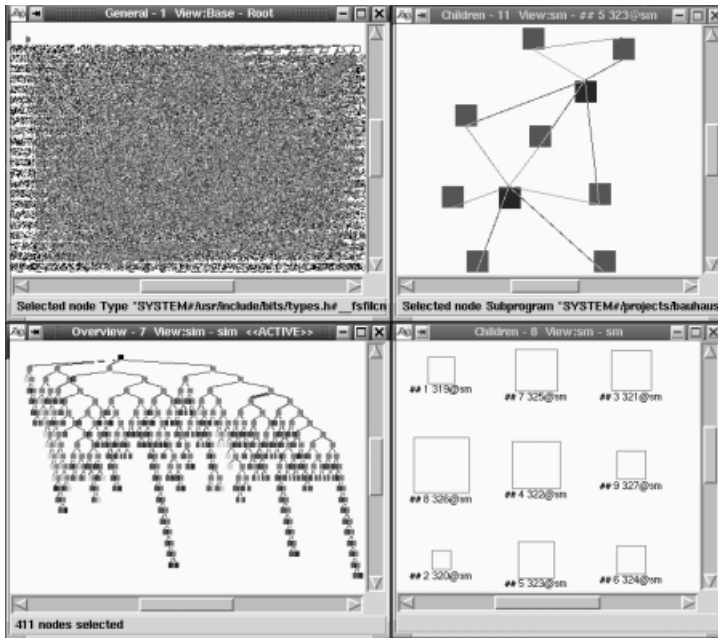 General - 1 View:Base - Root
Selected node Type "SYSTEM#/usr/include/bits/types.h#__fsfilcn
Children - 11 View:sm - ## 5 323@sm
Selected node Subprogram "SYSTEM#/projects/bauhaus
Overview - 7 View:sim - sim <<ACTIVE>>
411 nodes selected
Children - 8 View:sm - sm
## 1 319@sm
## 7 325@sm
## 3 321@sm
## 8 326@sm
## 4 322@sm
## 9 327@sm
## 2 320@sm
## 5 323@sm
## 6 324@sm